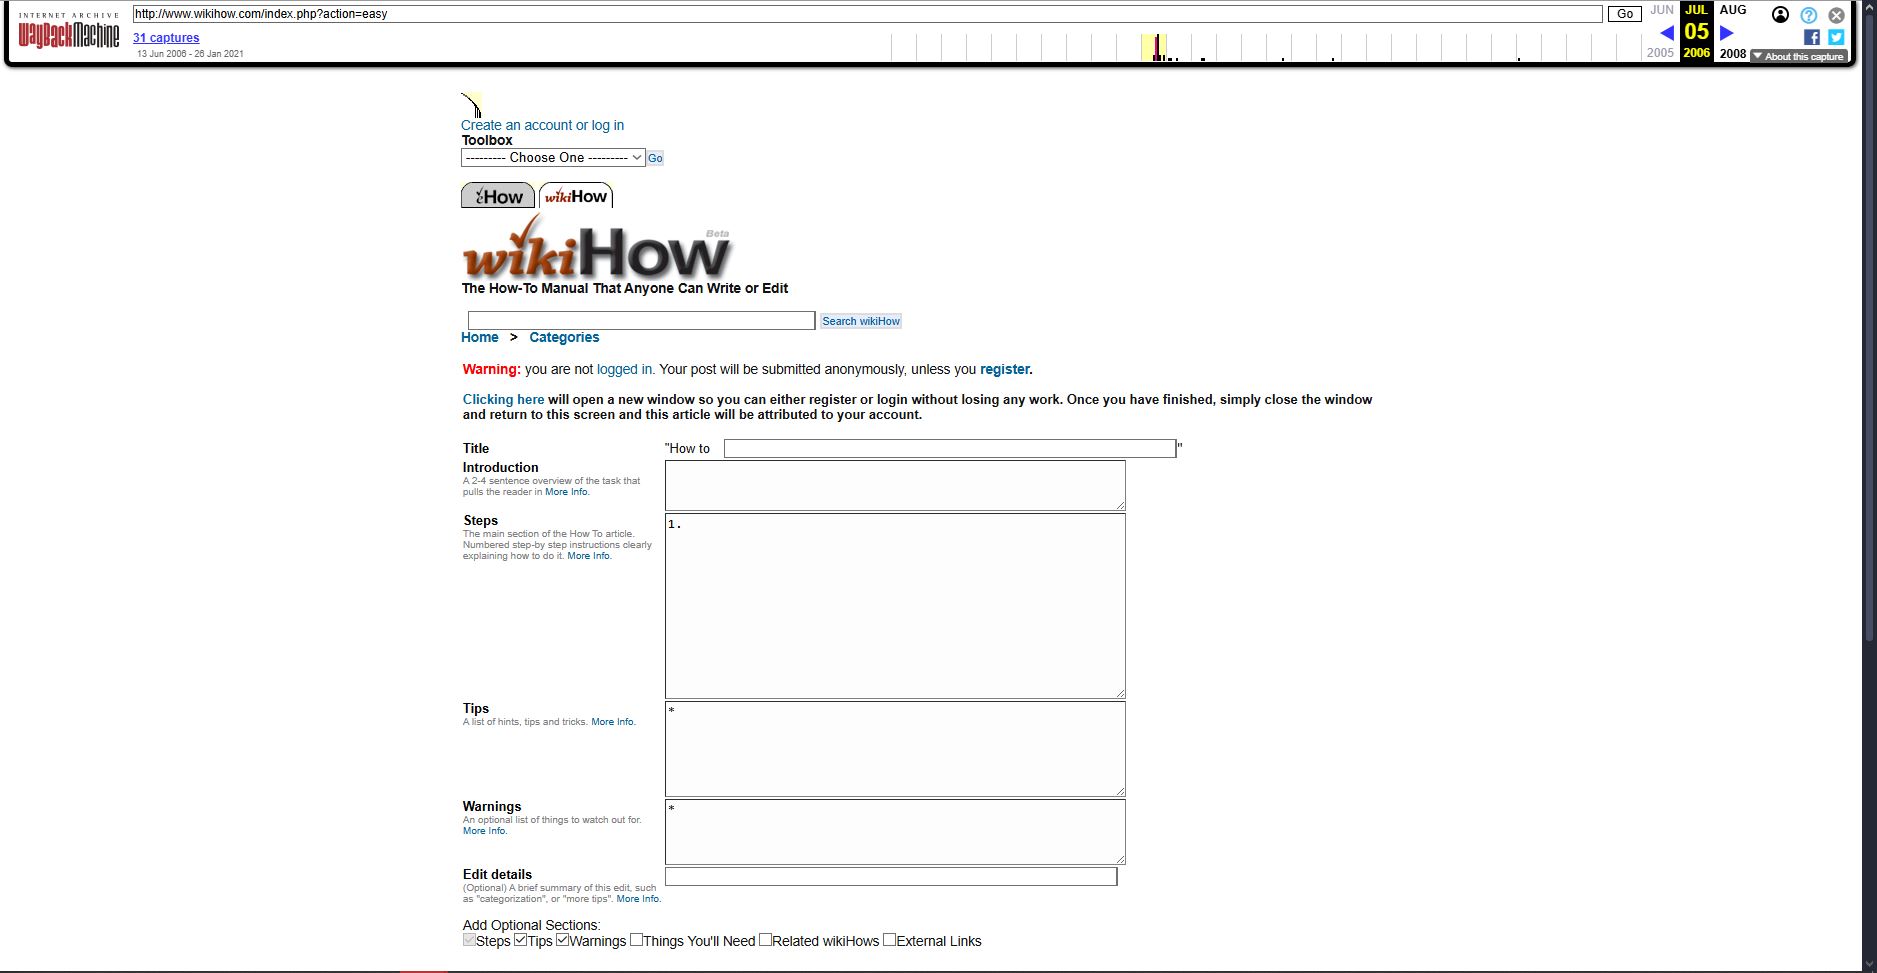 INTERNET ARCHIVE
WayBackMachine
http://www.wikihow.com/index.php?action=easy
Go
31 captures
13 Jun 2006 - 26 Jan 2021
JUN JUL AUG
05
2005 2006 2008
About this capture
Create an account or log in
Toolbox
--------- Choose One --------- Go
eHow wikiHow
wikiHow Beta
The How-To Manual That Anyone Can Write or Edit
Search wikiHow
Home > Categories
Warning: you are not logged in. Your post will be submitted anonymously, unless you register.
Clicking here will open a new window so you can either register or login without losing any work. Once you have finished, simply close the window
and return to this screen and this article will be attributed to your account.
Title "How to "
Introduction
A 2-4 sentence overview of the task that
pulls the reader in More Info.
Steps
The main section of the How To article.
Numbered step-by step instructions clearly
explaining how to do it. More Info.
1.
Tips
A list of hints, tips and tricks. More Info.
*
Warnings
An optional list of things to watch out for.
More Info.
*
Edit details
(Optional) A brief summary of this edit, such
as "categorization", or "more tips". More Info.
Add Optional Sections:
Steps Tips Warnings Things You'll Need Related wikiHows External Links